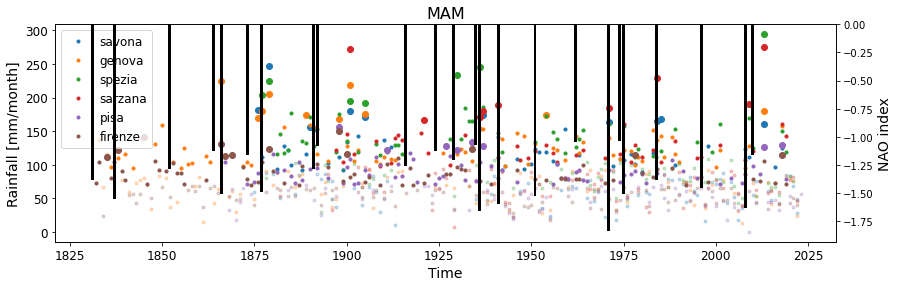 MAM
300
250
200
150
100
50
0
Rainfall [mm/month]
savona
genova
spezia
sarzana
pisa
firenze
0.00
−0.25
−0.50
−0.75
−1.00
−1.25
−1.50
−1.75
NAO index
1825
1850
1875
1900
1925
1950
1975
2000
2025
Time